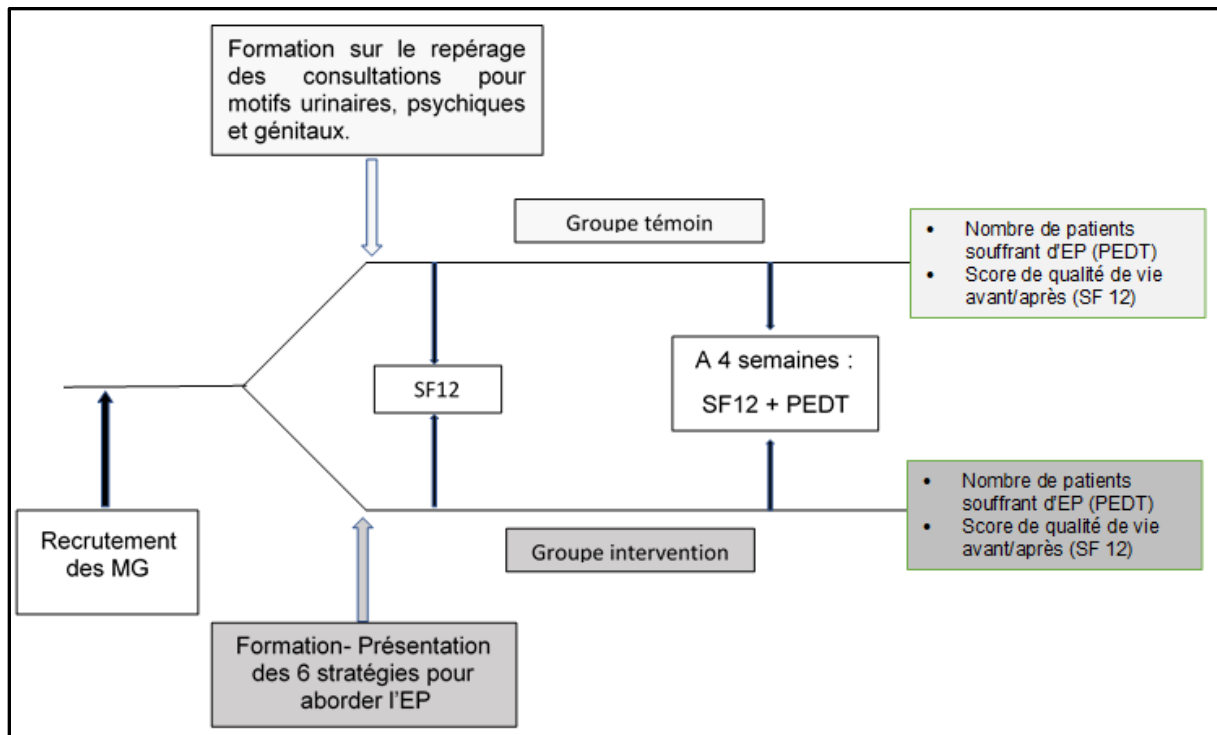 Formation sur le repérage
des consultations pour
motifs urinaires, psychiques
et génitaux.
Groupe témoin
• Nombre de patients
souffrant d'EP (PEDT)
• Score de qualité de vie
avant/après (SF 12)
SF12
A 4 semaines :
SF12 + PEDT
Recrutement
des MG
Groupe intervention
• Nombre de patients
souffrant d'EP (PEDT)
• Score de qualité de vie
avant/après (SF 12)
Formation- Présentation
des 6 stratégies pour
aborder l'EP